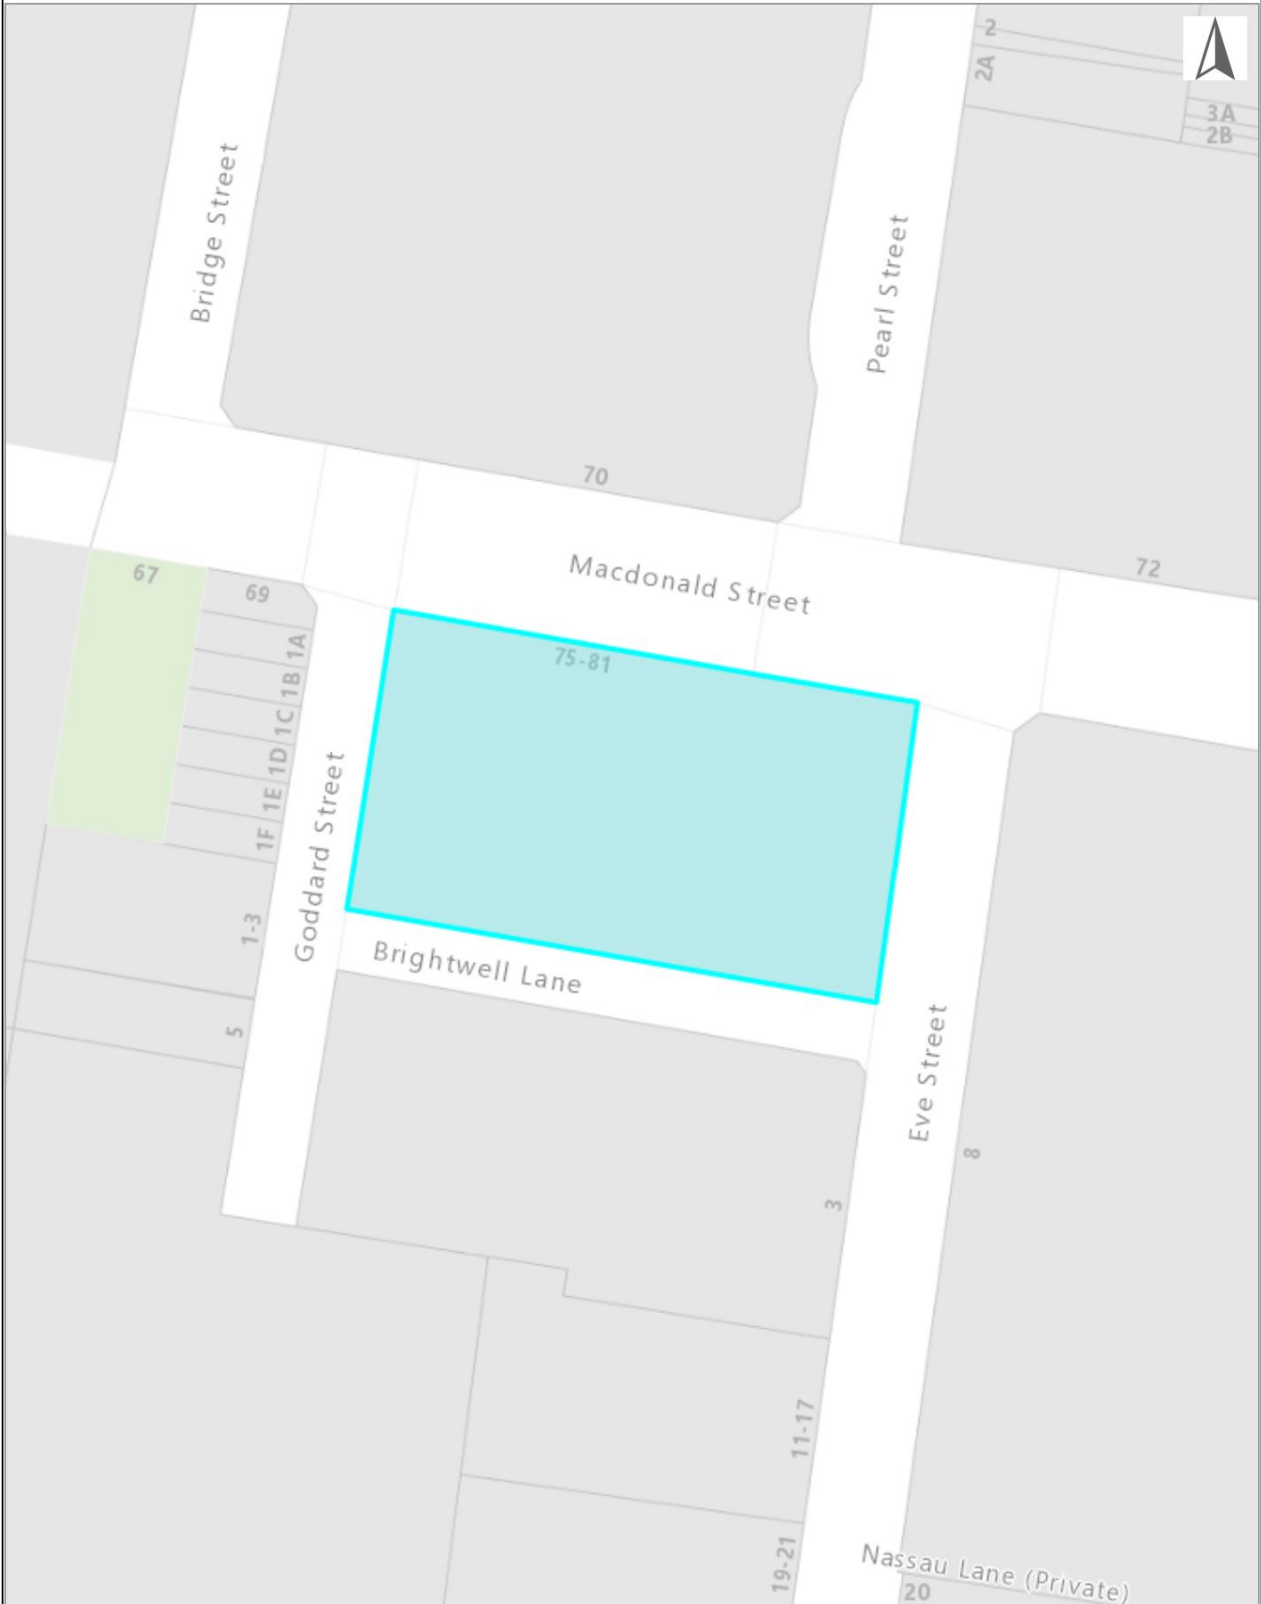 2
2A
3A
2B
Bridge Street
Pearl Street
70
Macdonald Street
72
67
69
75-81
1A
1B
1C
1D
1E
1F
Goddard Street
1-3
Brightwell Lane
5
Eve Street
8
3
11-17
19-21
Nassau Lane (Private)
20